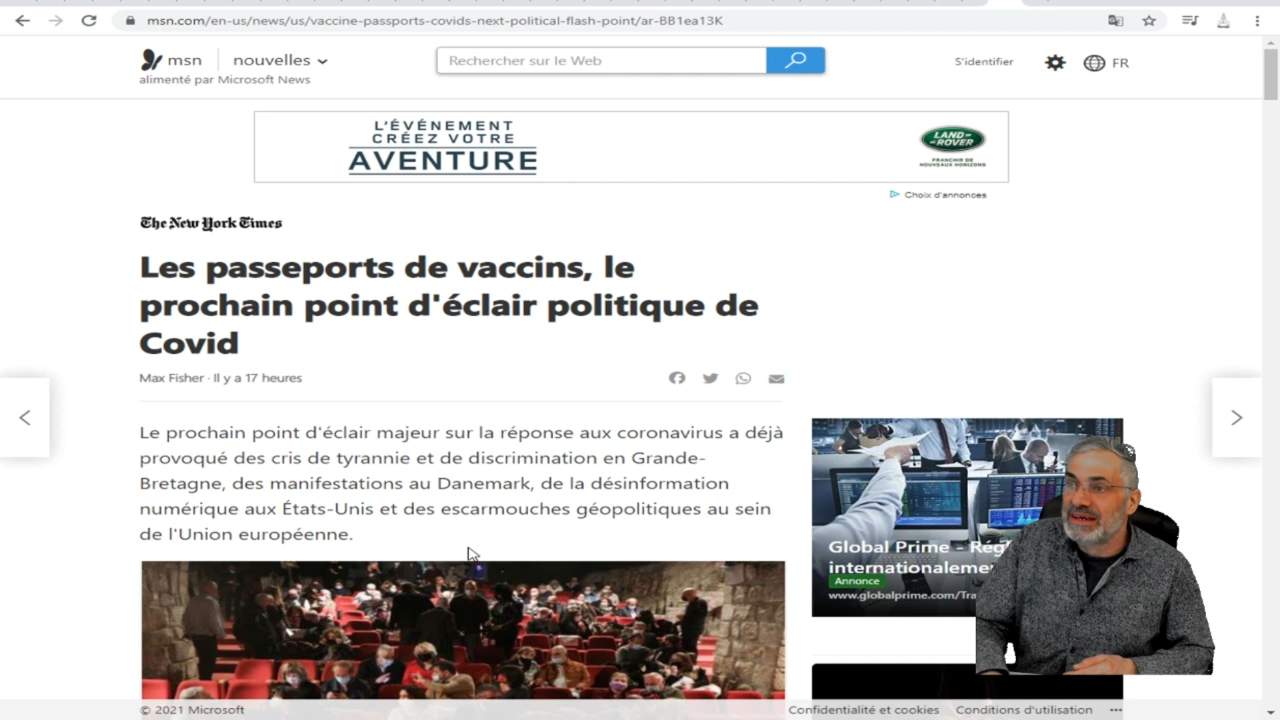 msn.com/en-us/news/us/vaccine-passports-covids-next-political-flash-point/ar-BB1ea13K
msn nouvelles
alimenté par Microsoft News
Rechercher sur le Web
S'identifier
FR
L'ÉVÉNEMENT
CRÉEZ VOTRE
AVENTURE
LAND-
ROVER
FRANCHIR DE
NOUVEAUX HORIZONS
Choix d'annonces
The New York Times
Les passeports de vaccins, le
prochain point d'éclair politique de
Covid
Max Fisher · Il y a 17 heures
Le prochain point d'éclair majeur sur la réponse aux coronavirus a déjà
provoqué des cris de tyrannie et de discrimination en Grande-
Bretagne, des manifestations au Danemark, de la désinformation
numérique aux États-Unis et des escarmouches géopolitiques au sein
de l'Union européenne.
Global Prime - Rég
internationaleme
Annonce
www.globalprime.com/Tra
© 2021 Microsoft
Confidentialité et cookies
Conditions d'utilisation